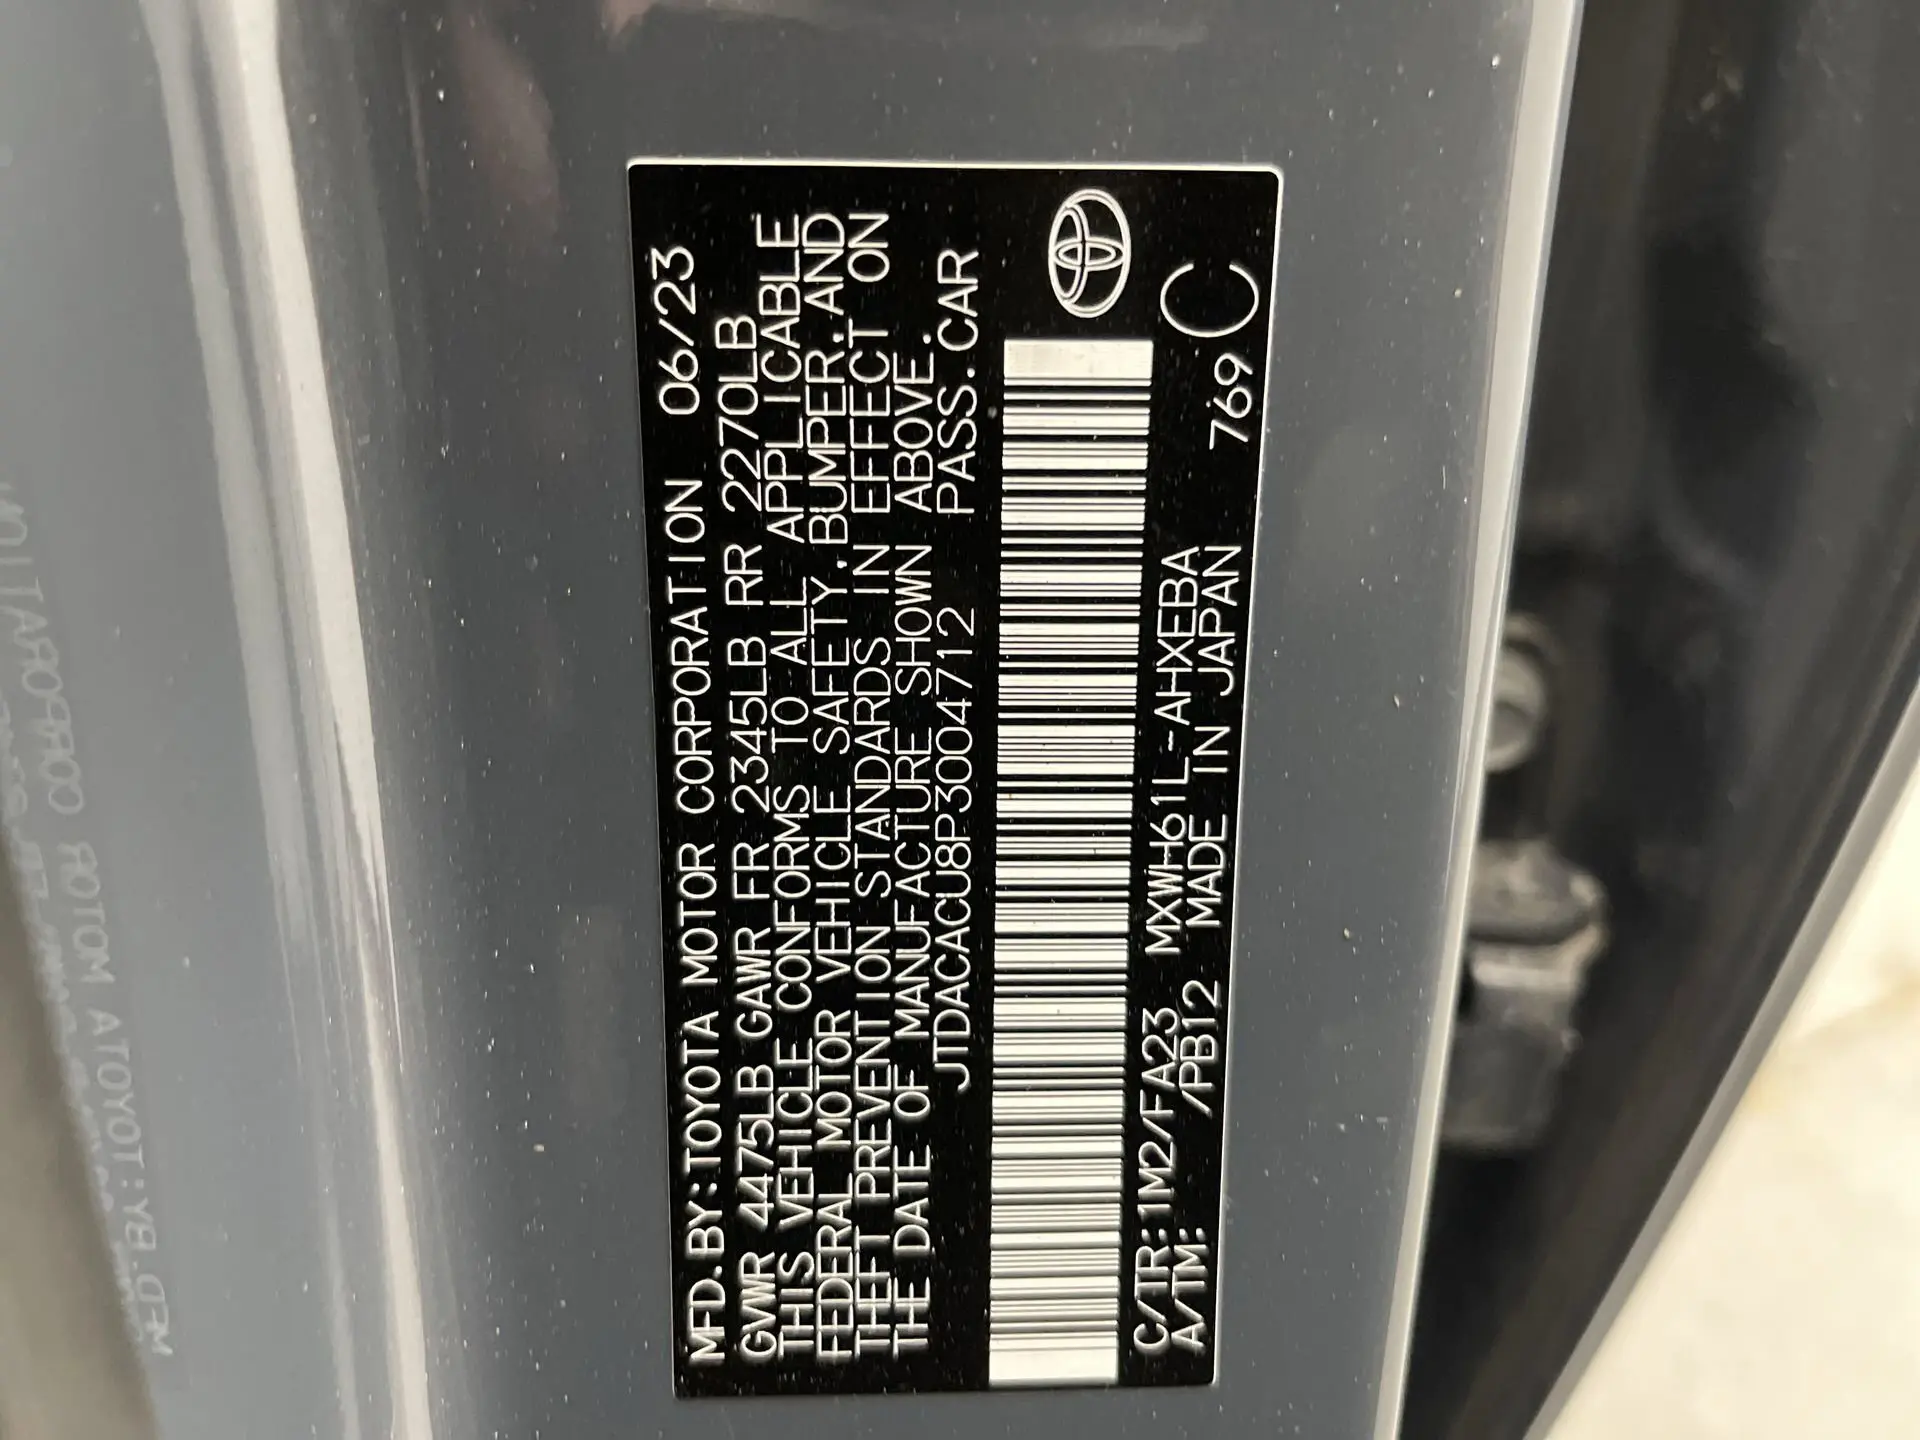 MFD.BY:TOYOTA MOTOR CORPORATION 06/23
GVWR 4475LB GAWR FR 2345LB RR 2270LB
THIS VEHICLE CONFORMS TO ALL APPLICABLE
FEDERAL MOTOR VEHICLE SAFETY,BUMPER,AND
THEFT PREVENTION STANDARDS IN EFFECT ON
THE DATE OF MANUFACTURE SHOWN ABOVE.
JTDACACU8P3004712 PASS.CAR
C/TR:1M2/FA23 MXWH61L-AHXEBA
A/TM: /PB12 MADE IN JAPAN 769 C